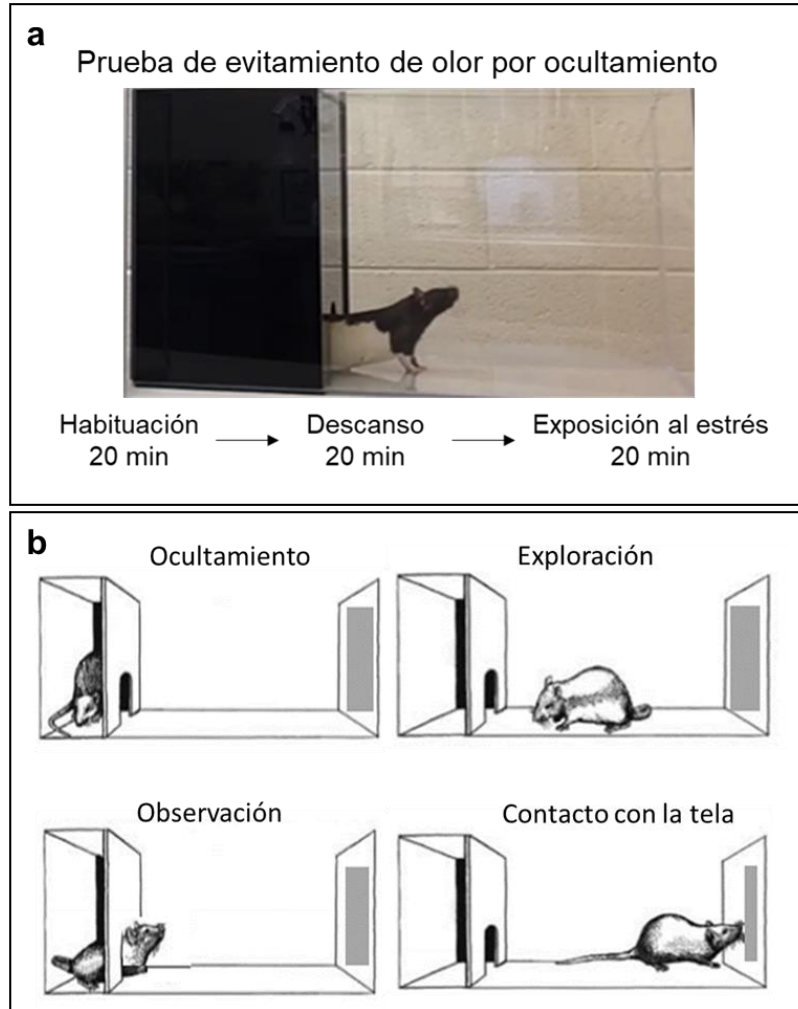 a
Prueba de evitamiento de olor por ocultamiento
Habituación
20 min
Descanso
20 min
Exposición al estrés
20 min
b
Ocultamiento
Exploración
Observación
Contacto con la tela